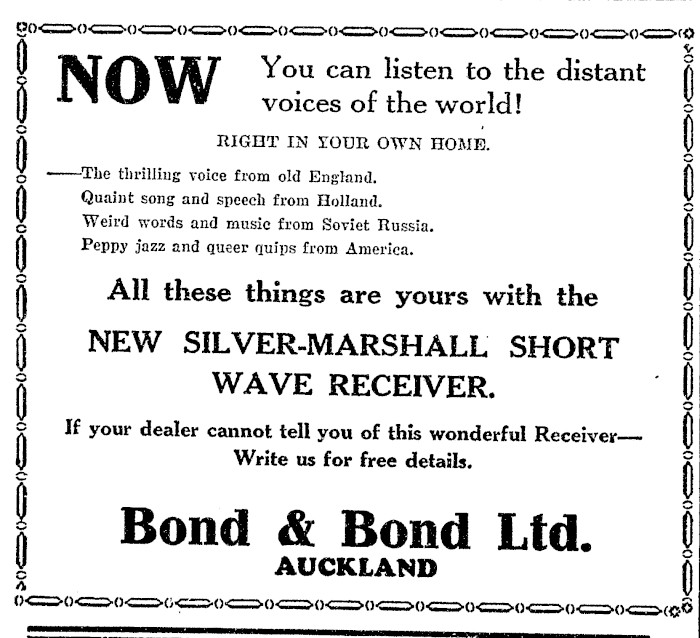 NOW You can listen to the distant
voices of the world!
RIGHT IN YOUR OWN HOME.
—The thrilling voice from old England.
Quaint song and speech from Holland.
Weird words and music from Soviet Russia.
Peppy jazz and queer quips from America.
All these things are yours with the
NEW SILVER-MARSHALL SHORT
WAVE RECEIVER.
If your dealer cannot tell you of this wonderful Receiver—
Write us for free details.
Bond & Bond Ltd.
AUCKLAND